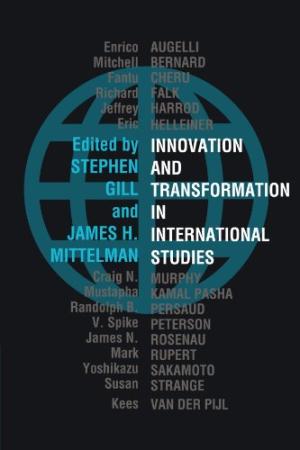 Enrico AUGELLI
Mitchell BERNARD
Fantu CHERU
Richard FALK
Jeffrey HARROD
Eric HELLEINER
Edited by INNOVATION
STEPHEN AND
GILL TRANSFORMATION
and IN
JAMES H. INTERNATIONAL
MITTELMAN STUDIES
Craig N. MURPHY
Mustapha KAMAL PASHA
Randolph B. PERSAUD
V. Spike PETERSON
James N. ROSENAU
Mark RUPERT
Yoshikazu SAKAMOTO
Susan STRANGE
Kees VAN DER PIJL